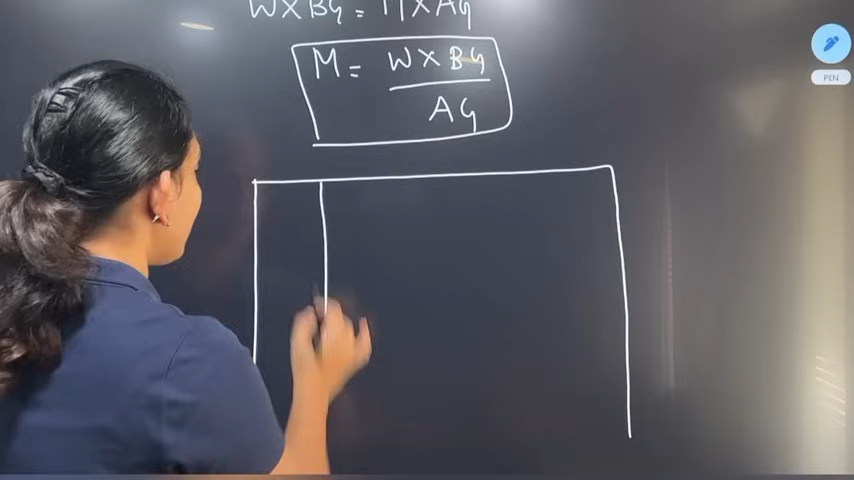 W X BG = M X AG
M = W X BG
AG
PEN